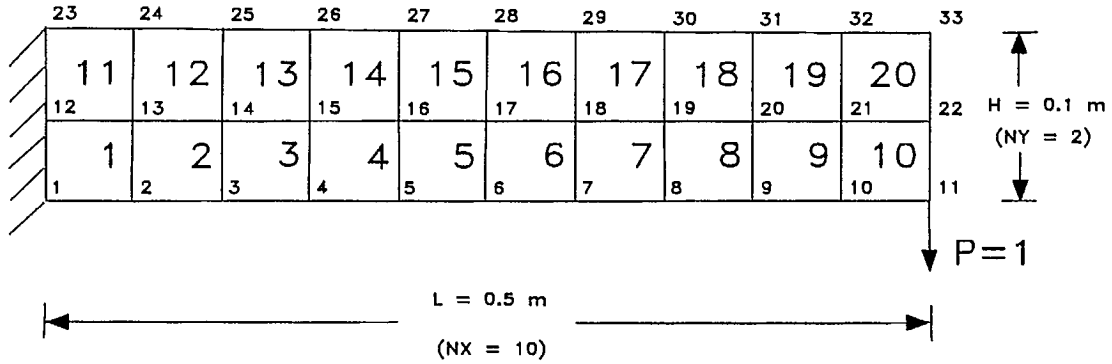 23 24 25 26 27 28 29 30 31 32 33
11 12 13 14 15 16 17 18 19 20
12 13 14 15 16 17 18 19 20 21 22
H = 0.1 m
(NY = 2)
1 2 3 4 5 6 7 8 9 10
1 2 3 4 5 6 7 8 9 10 11
P=1
L = 0.5 m
(NX = 10)